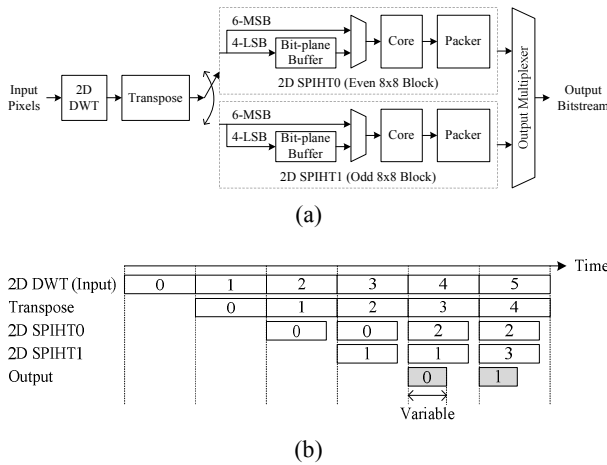 6-MSB
4-LSB
Bit-plane
Buffer
Core
Packer
2D SPIHT0 (Even 8x8 Block)
Input
Pixels
2D
DWT
Transpose
6-MSB
4-LSB
Bit-plane
Buffer
Core
Packer
2D SPIHT1 (Odd 8x8 Block)
Output Multiplexer
Output
Bitstream
(a)
Time
2D DWT (Input) 0 1 2 3 4 5
Transpose 0 1 2 3 4
2D SPIHT0 0 0 2 2
2D SPIHT1 1 1 3
Output 0 1
Variable
(b)